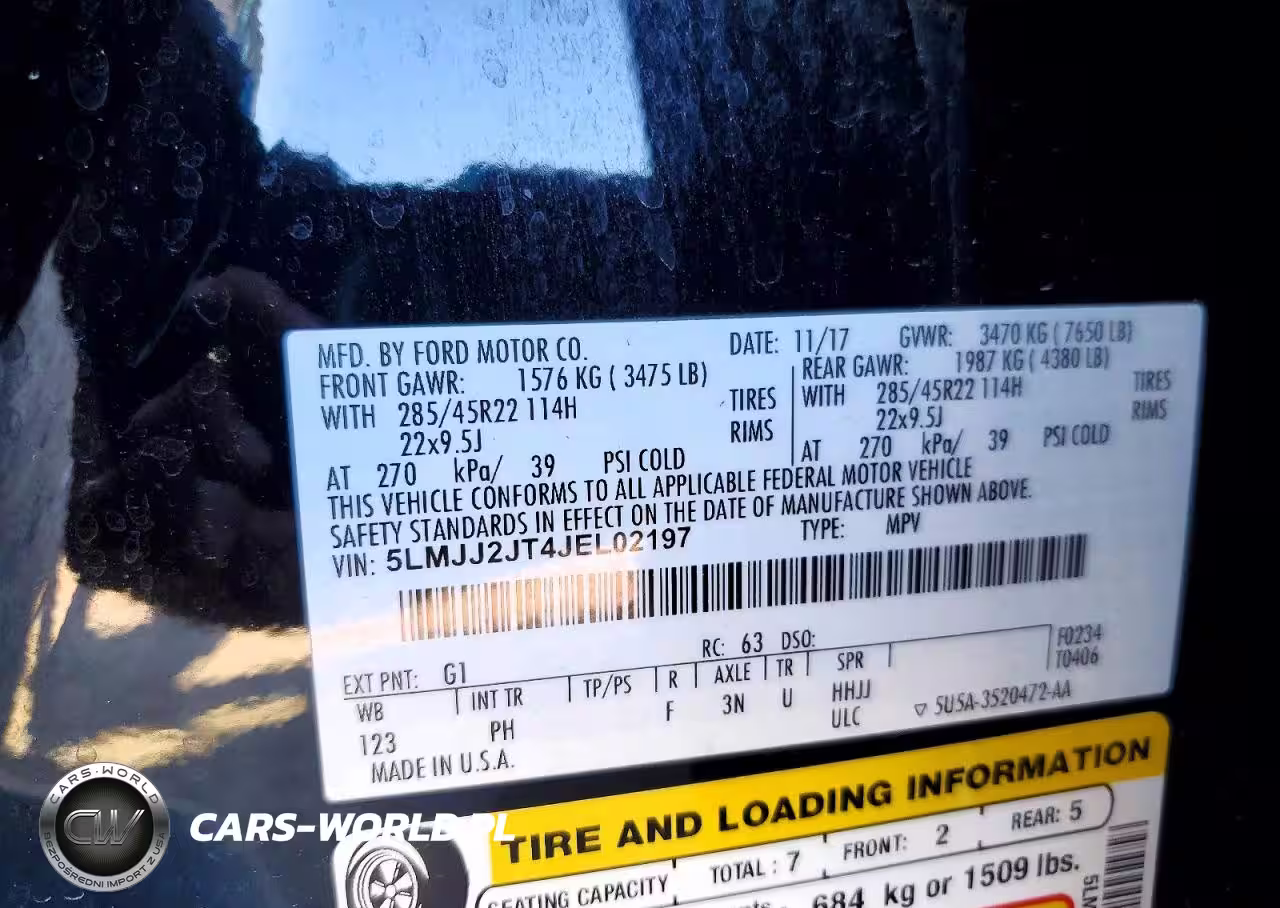 MFD. BY FORD MOTOR CO. DATE: 11/17 GVWR: 3470 KG ( 7650 LB)
FRONT GAWR: 1576 KG ( 3475 LB) REAR GAWR: 1987 KG ( 4380 LB)
WITH 285/45R22 114H TIRES WITH 285/45R22 114H TIRES
22x9.5J RIMS 22x9.5J RIMS
AT 270 kPa/ 39 PSI COLD AT 270 kPa/ 39 PSI COLD
THIS VEHICLE CONFORMS TO ALL APPLICABLE FEDERAL MOTOR VEHICLE
SAFETY STANDARDS IN EFFECT ON THE DATE OF MANUFACTURE SHOWN ABOVE.
VIN: 5LMJJ2JT4JEL02197 TYPE: MPV
EXT PNT: G1 RC: 63 DSO: F0234
WB INT TR TP/PS R AXLE TR SPR T0406
123 PH F 3N U HHJJ
ULC ▽ 5U5A-3520472-AA
MADE IN U.S.A.
TIRE AND LOADING INFORMATION
SEATING CAPACITY TOTAL : 7 FRONT: 2 REAR: 5
684 kg or 1509 lbs.
5LM
CARS-WORLD.PL
CARS-WORLD
CW
BEZPOŚREDNI IMPORT Z USA